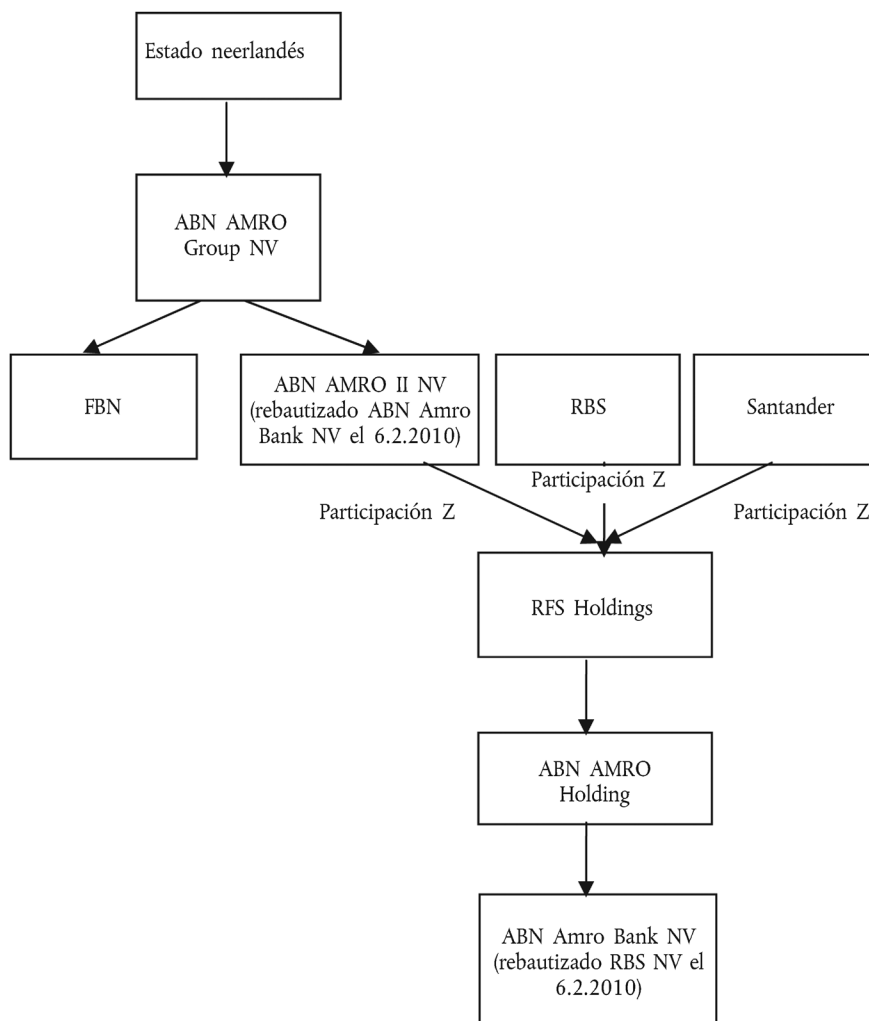 Estado neerlandés
ABN AMRO
Group NV
FBN
ABN AMRO II NV
(rebautizado ABN Amro
Bank NV el 6.2.2010)
RBS
Santander
Participación Z
Participación Z
Participación Z
RFS Holdings
ABN AMRO
Holding
ABN Amro Bank NV
(rebautizado RBS NV el
6.2.2010)